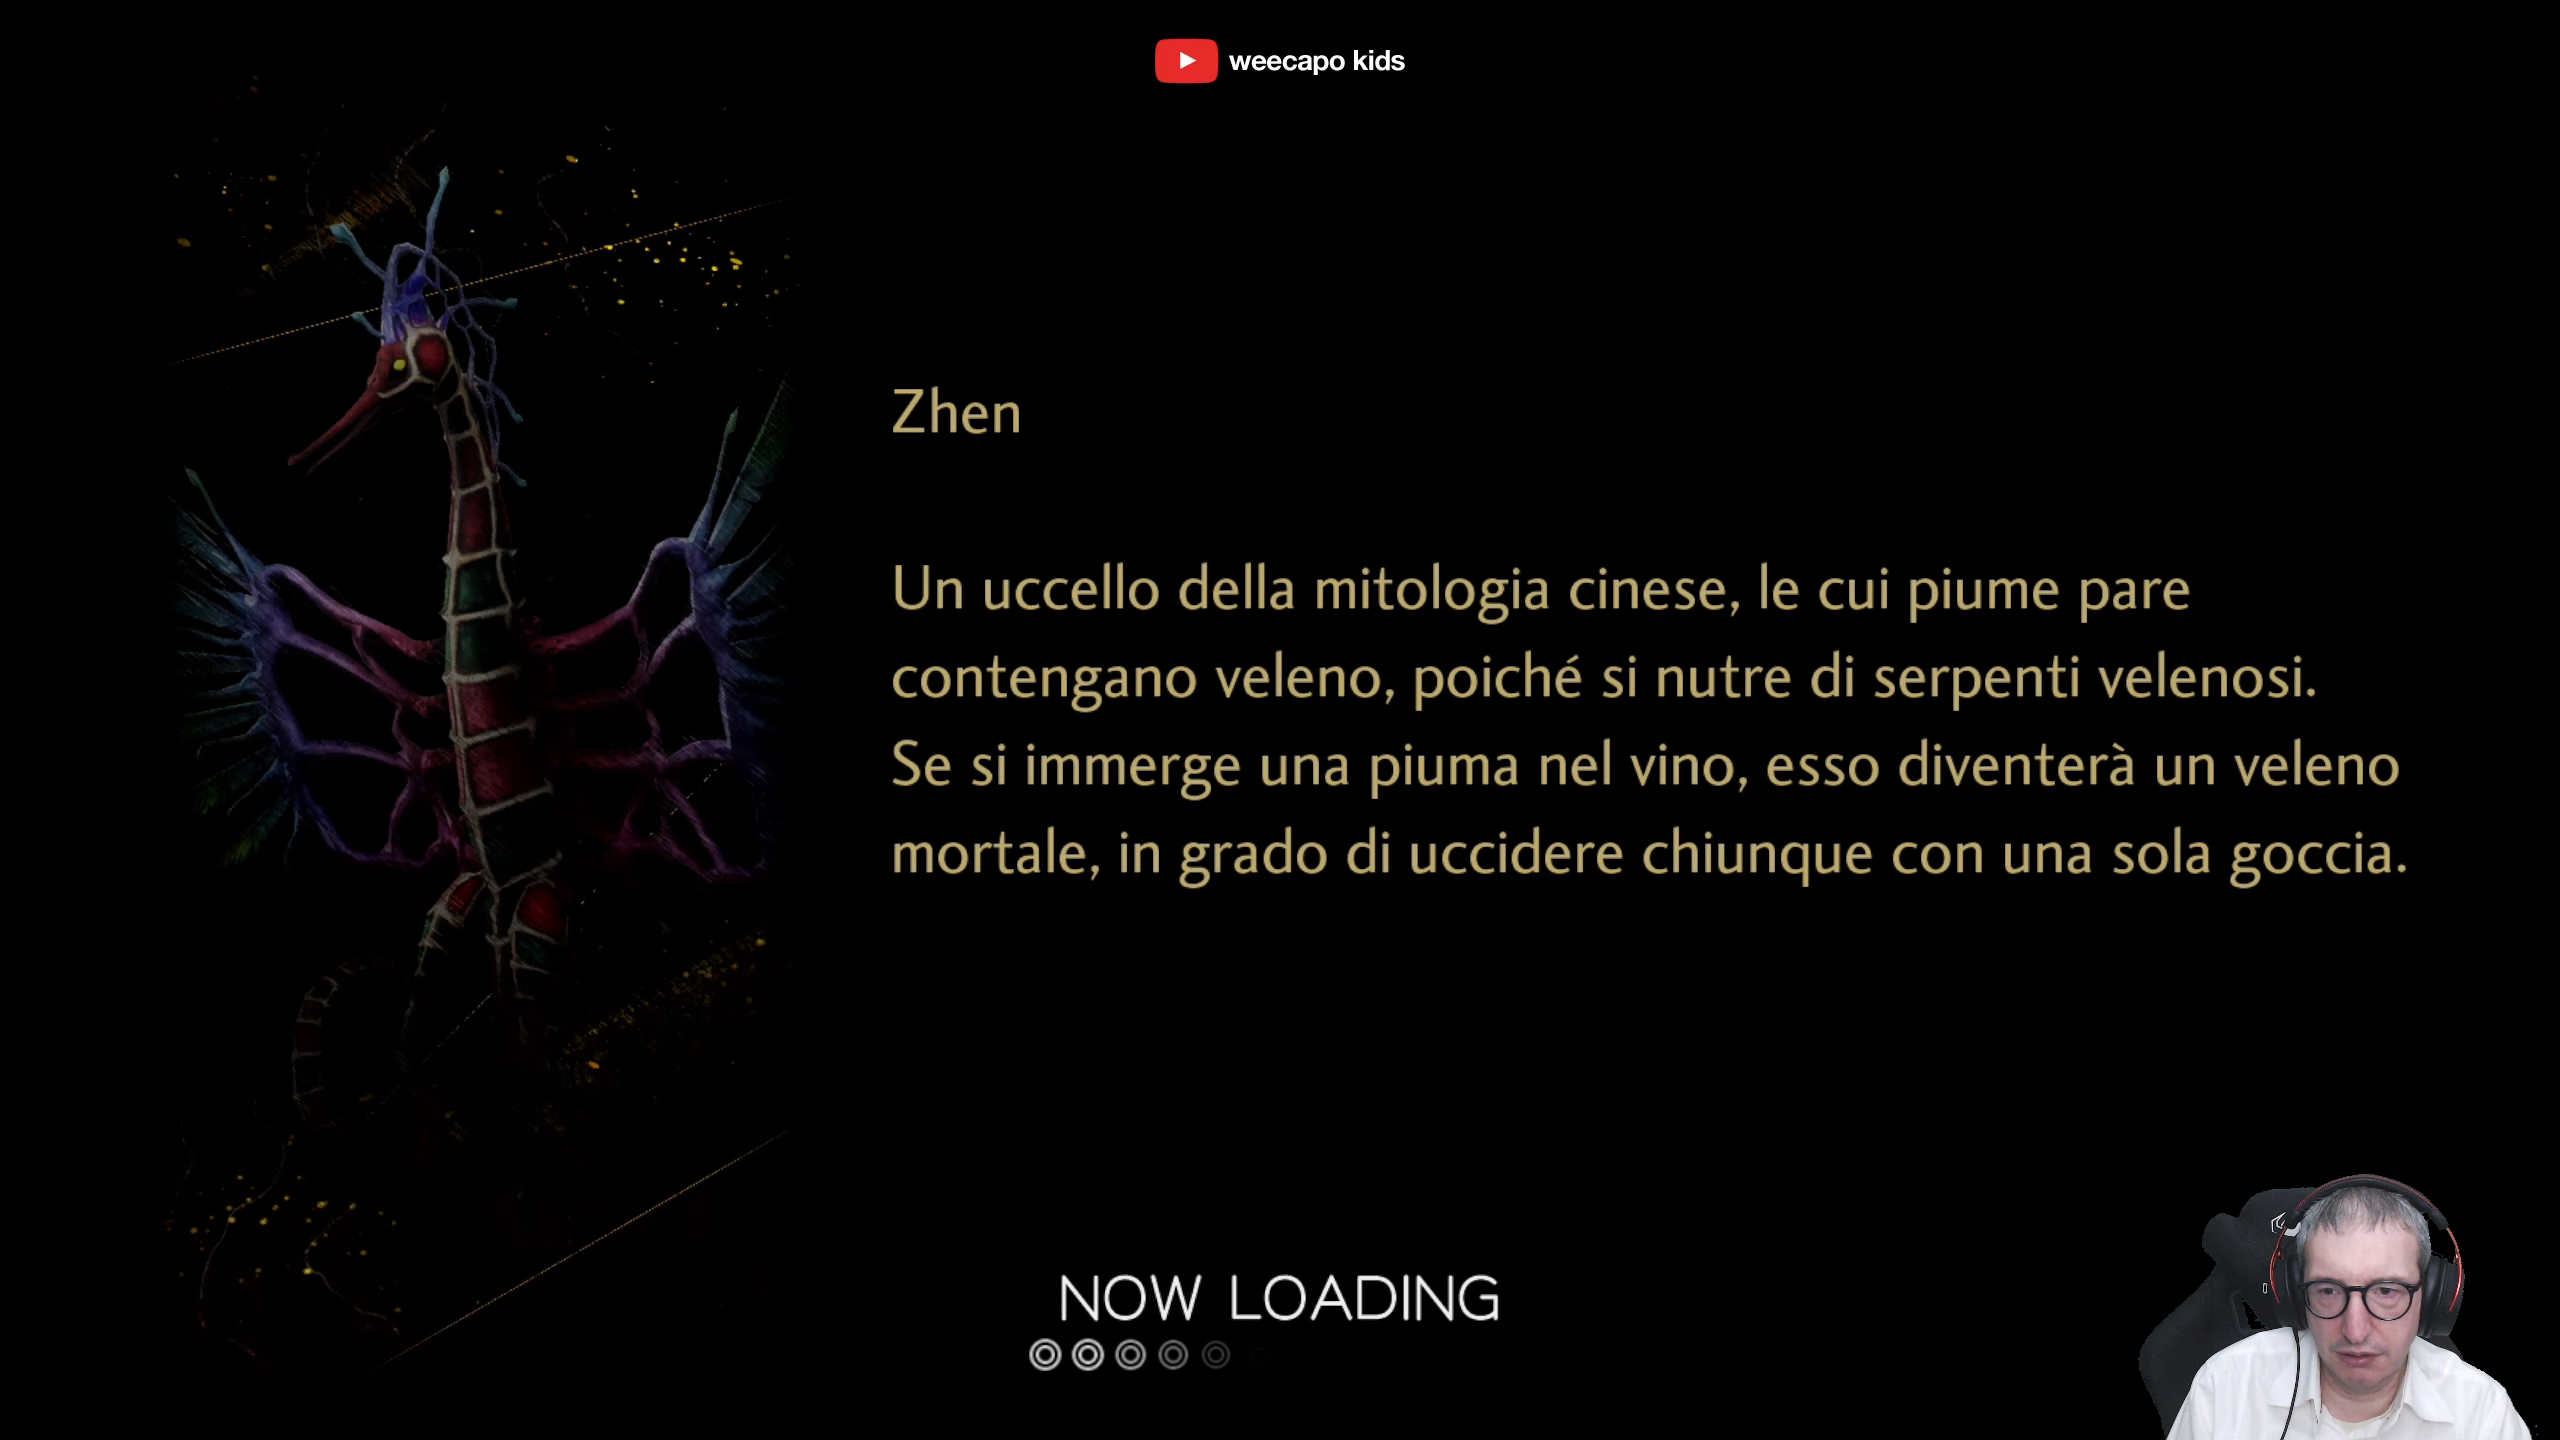 weecapo kids
Zhen
Un uccello della mitologia cinese, le cui piume pare
contengano veleno, poiché si nutre di serpenti velenosi.
Se si immerge una piuma nel vino, esso diventerà un veleno
mortale, in grado di uccidere chiunque con una sola goccia.
NOW LOADING